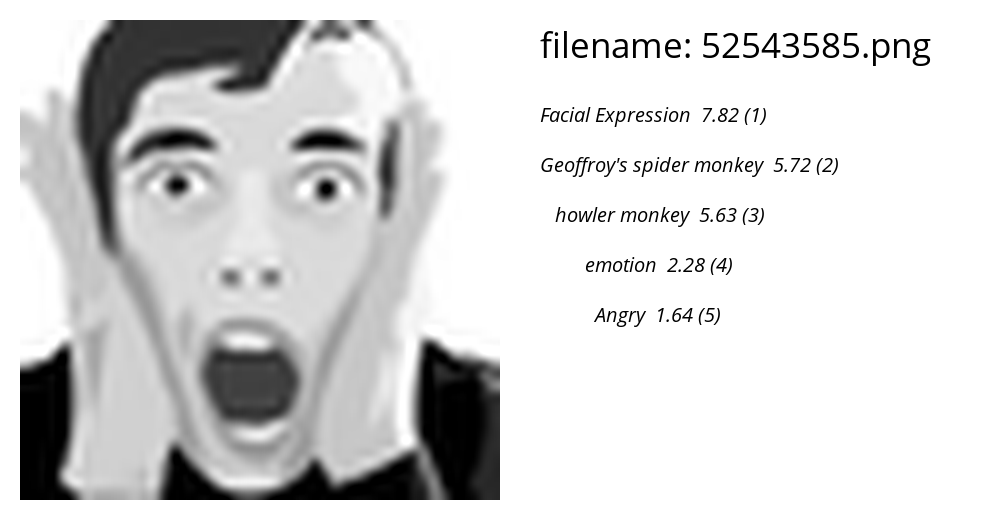 filename: 52543585.png
Facial Expression 7.82 (1)
Geoffroy's spider monkey 5.72 (2)
howler monkey 5.63 (3)
emotion 2.28 (4)
Angry 1.64 (5)